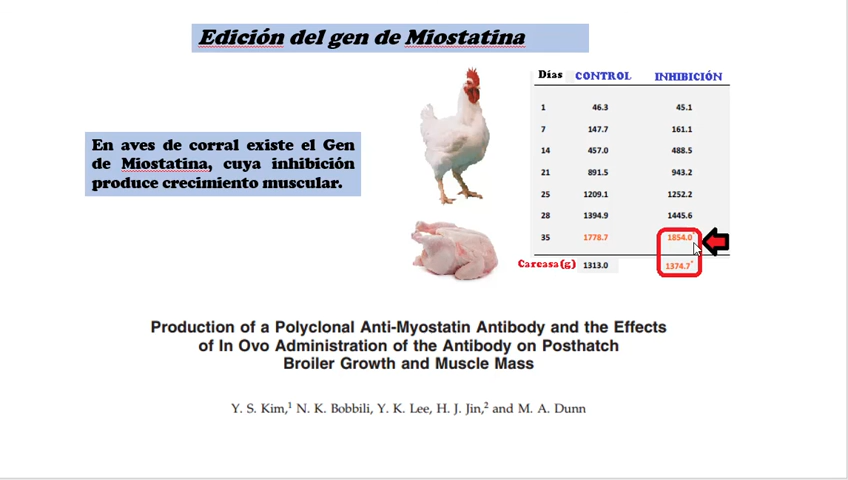 Edición del gen de Miostatina
En aves de corral existe el Gen
de Miostatina, cuya inhibición
produce crecimiento muscular.
Días CONTROL INHIBICIÓN
1 46.3 45.1
7 147.7 161.1
14 457.0 488.5
21 891.5 943.2
25 1209.1 1252.2
28 1394.9 1445.6
35 1778.7 1854.0*
Carcasa(g) 1313.0 1374.7*
Production of a Polyclonal Anti-Myostatin Antibody and the Effects
of In Ovo Administration of the Antibody on Posthatch
Broiler Growth and Muscle Mass
Y. S. Kim,¹ N. K. Bobbili, Y. K. Lee, H. J. Jin,² and M. A. Dunn